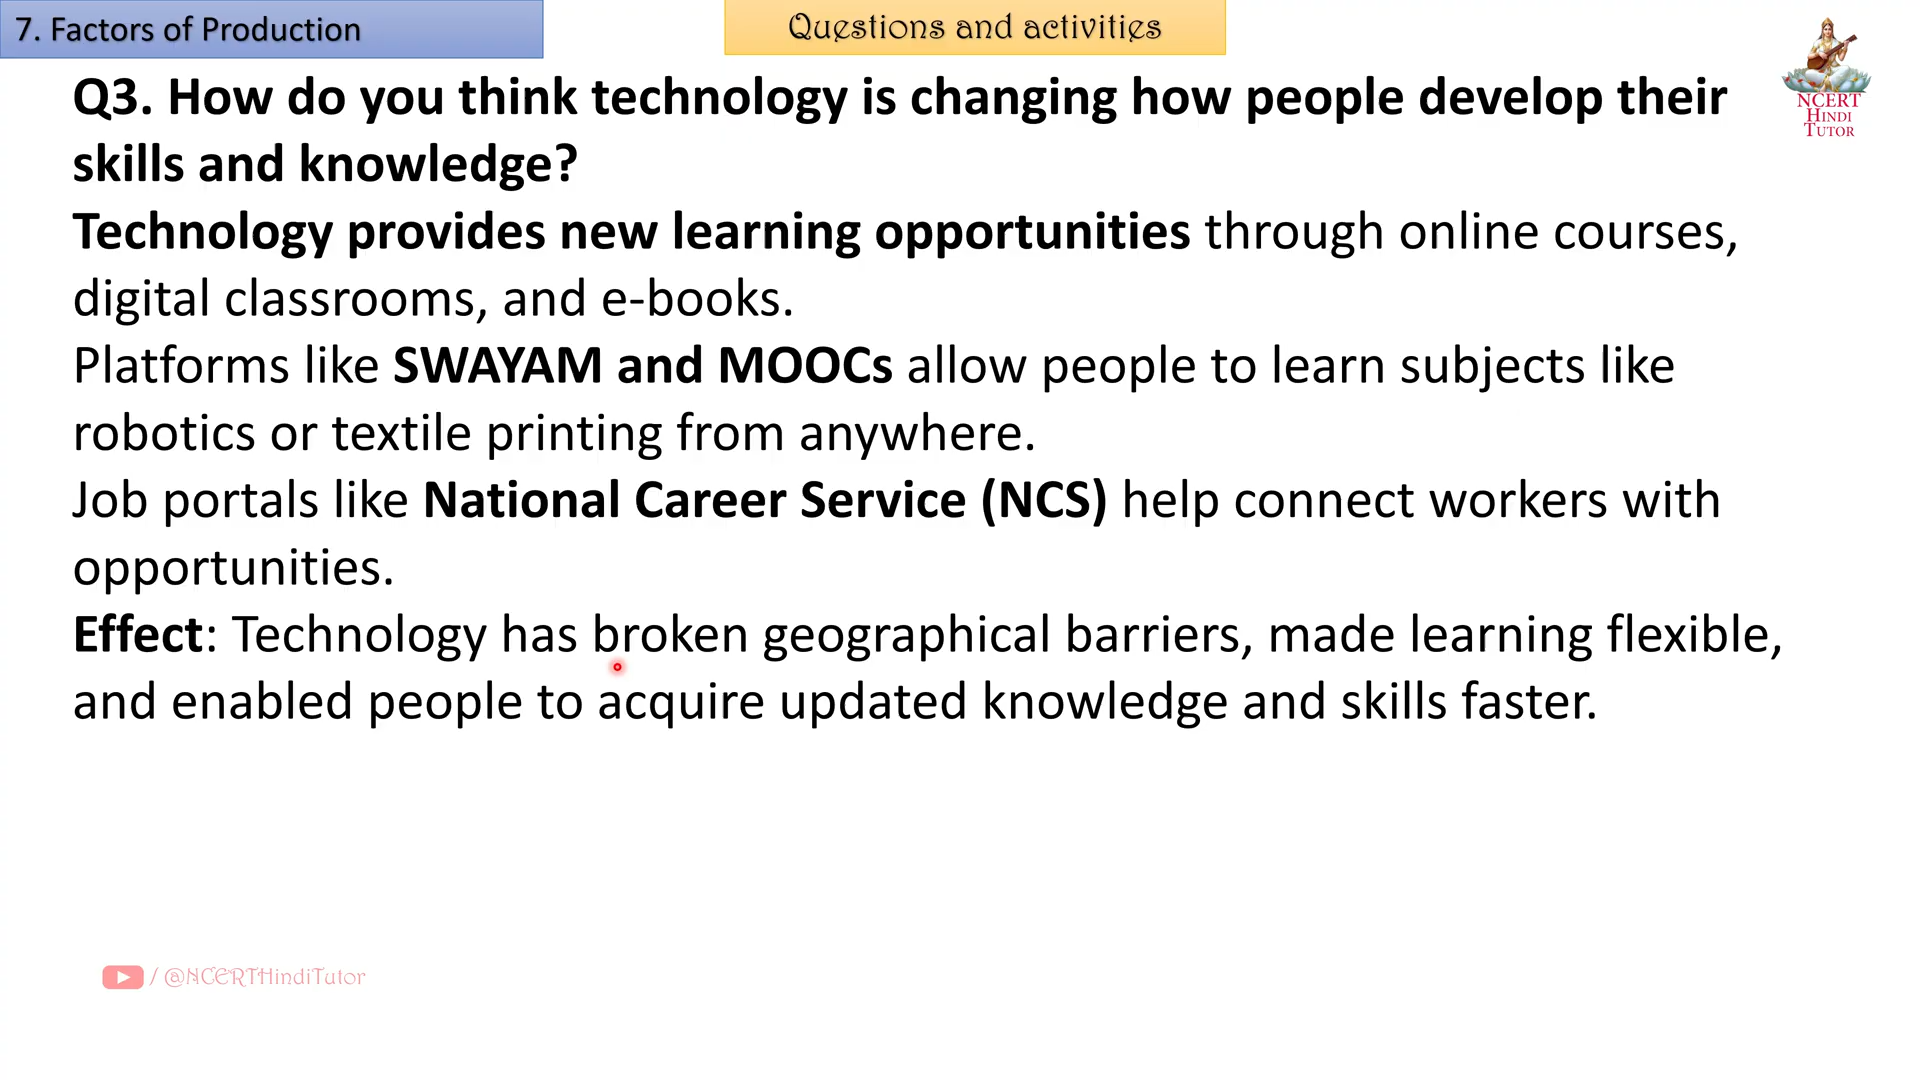 7. Factors of Production
Questions and activities
NCERT
HINDI
TUTOR
Q3. How do you think technology is changing how people develop their
skills and knowledge?
Technology provides new learning opportunities through online courses,
digital classrooms, and e-books.
Platforms like SWAYAM and MOOCs allow people to learn subjects like
robotics or textile printing from anywhere.
Job portals like National Career Service (NCS) help connect workers with
opportunities.
Effect: Technology has broken geographical barriers, made learning flexible,
and enabled people to acquire updated knowledge and skills faster.
/ @NCERTHindiTutor